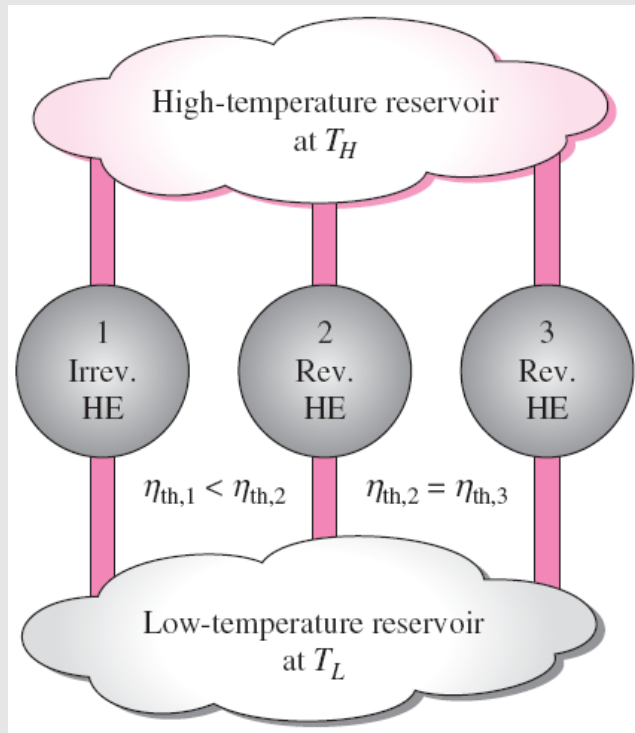 High-temperature reservoir
at T_H
1
Irrev.
HE
2
Rev.
HE
3
Rev.
HE
η_th,1 < η_th,2
η_th,2 = η_th,3
Low-temperature reservoir
at T_L